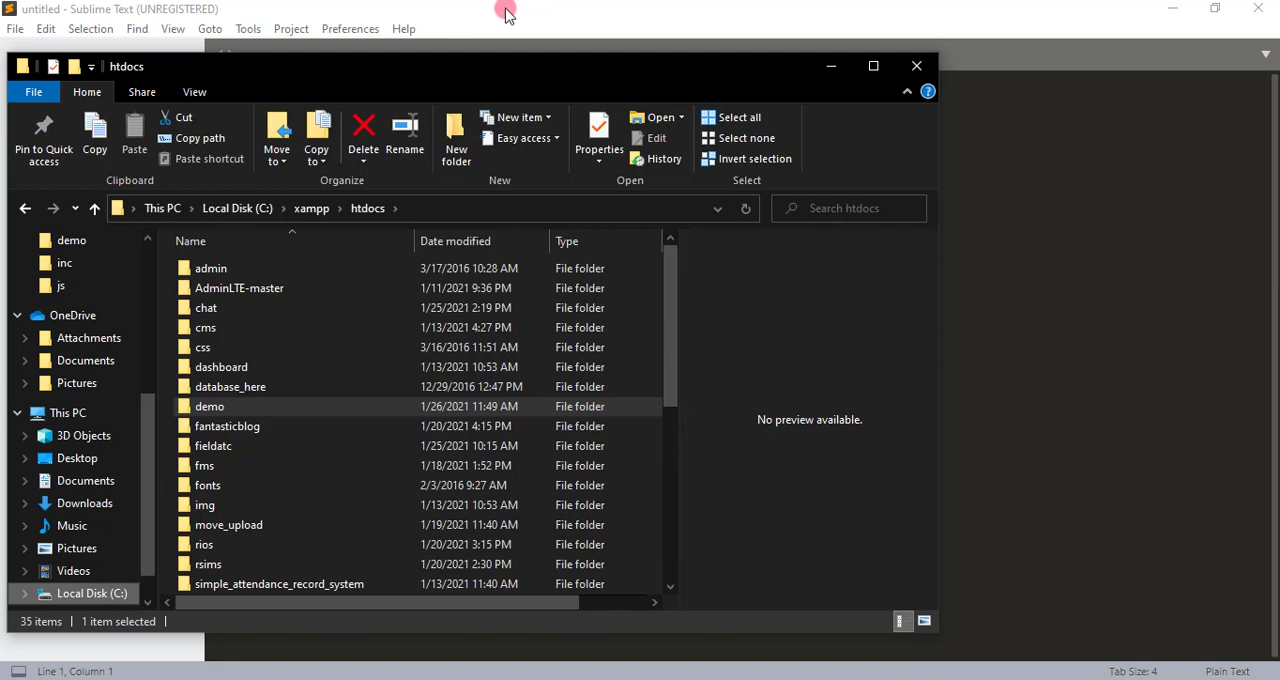 untitled - Sublime Text (UNREGISTERED)
File Edit Selection Find View Goto Tools Project Preferences Help
htdocs
File Home Share View
Pin to Quick access
Copy
Paste
Cut
Copy path
Paste shortcut
Clipboard
Move to
Copy to
Delete
Rename
Organize
New folder
New item
Easy access
New
Properties
Open
Edit
History
Open
Select all
Select none
Invert selection
Select
This PC > Local Disk (C:) > xampp > htdocs >
Search htdocs
demo
inc
js
OneDrive
Attachments
Documents
Pictures
This PC
3D Objects
Desktop
Documents
Downloads
Music
Pictures
Videos
Local Disk (C:)
Name Date modified Type
admin 3/17/2016 10:28 AM File folder
AdminLTE-master 1/11/2021 9:36 PM File folder
chat 1/25/2021 2:19 PM File folder
cms 1/13/2021 4:27 PM File folder
css 3/16/2016 11:51 AM File folder
dashboard 1/13/2021 10:53 AM File folder
database_here 12/29/2016 12:47 PM File folder
demo 1/26/2021 11:49 AM File folder
fantasticblog 1/20/2021 4:15 PM File folder
fieldatc 1/25/2021 10:15 AM File folder
fms 1/18/2021 1:52 PM File folder
fonts 2/3/2016 9:27 AM File folder
img 1/13/2021 10:53 AM File folder
move_upload 1/19/2021 11:40 AM File folder
rios 1/20/2021 3:15 PM File folder
rsims 1/20/2021 2:30 PM File folder
simple_attendance_record_system 1/13/2021 11:40 AM File folder
No preview available.
35 items 1 item selected
Line 1, Column 1 Tab Size: 4 Plain Text